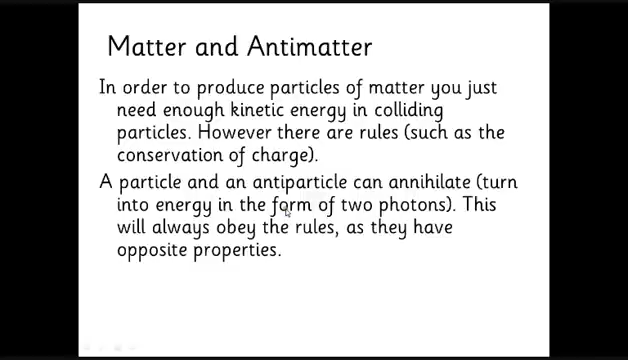 Matter and Antimatter
In order to produce particles of matter you just
need enough kinetic energy in colliding
particles. However there are rules (such as the
conservation of charge).
A particle and an antiparticle can annihilate (turn
into energy in the form of two photons). This
will always obey the rules, as they have
opposite properties.